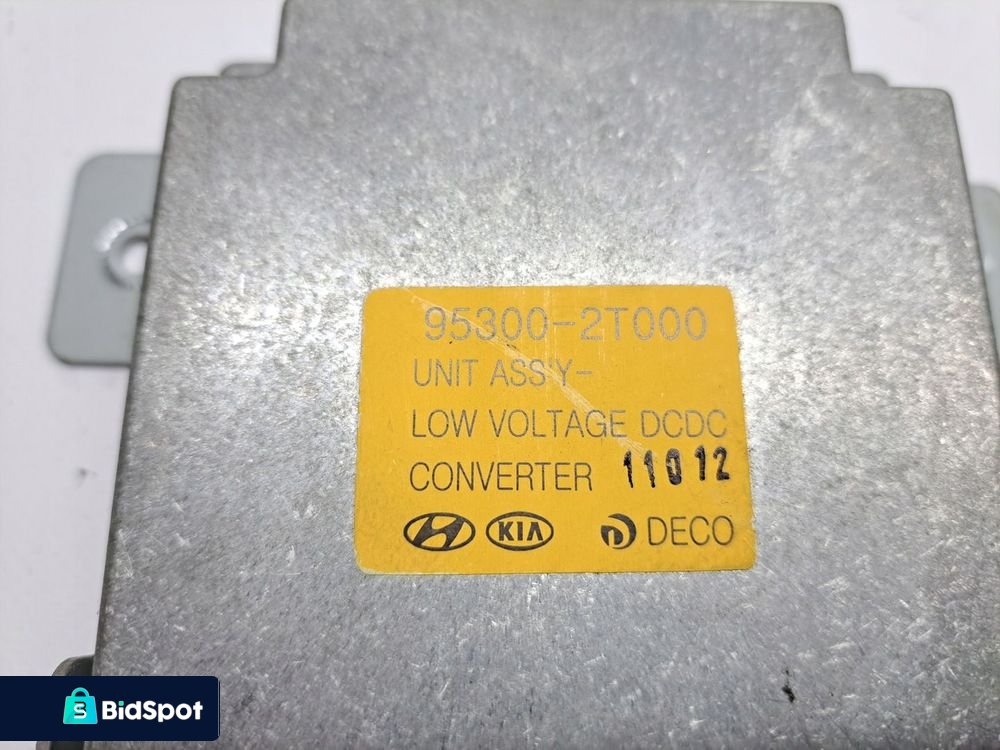 95300-2T000
UNIT ASS'Y-
LOW VOLTAGE DCDC
CONVERTER 11012
KIA DECO
BidSpot